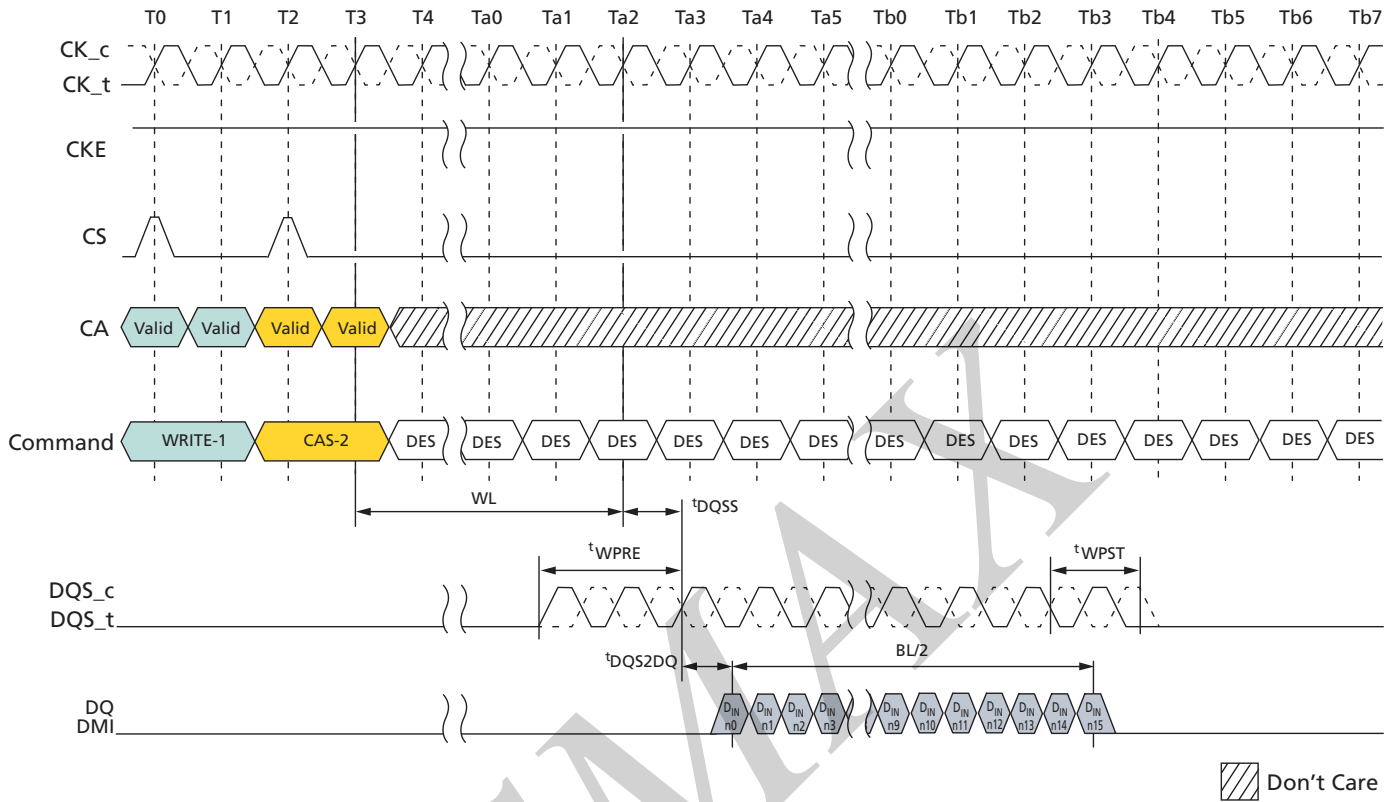 T0 T1 T2 T3 T4 Ta0 Ta1 Ta2 Ta3 Ta4 Ta5 Tb0 Tb1 Tb2 Tb3 Tb4 Tb5 Tb6 Tb7
CK_c
CK_t
CKE
CS
CA Valid Valid Valid Valid
Command WRITE-1 CAS-2 DES DES DES DES DES DES DES DES DES DES DES DES DES DES DES
WL tDQSS
tWPRE tWPST
DQS_c
DQS_t
tDQS2DQ BL/2
DQ DIN DIN DIN DIN DIN DIN DIN DIN DIN DIN DIN
DMI n0 n1 n2 n3 n9 n10 n11 n12 n13 n14 n15
Don't Care